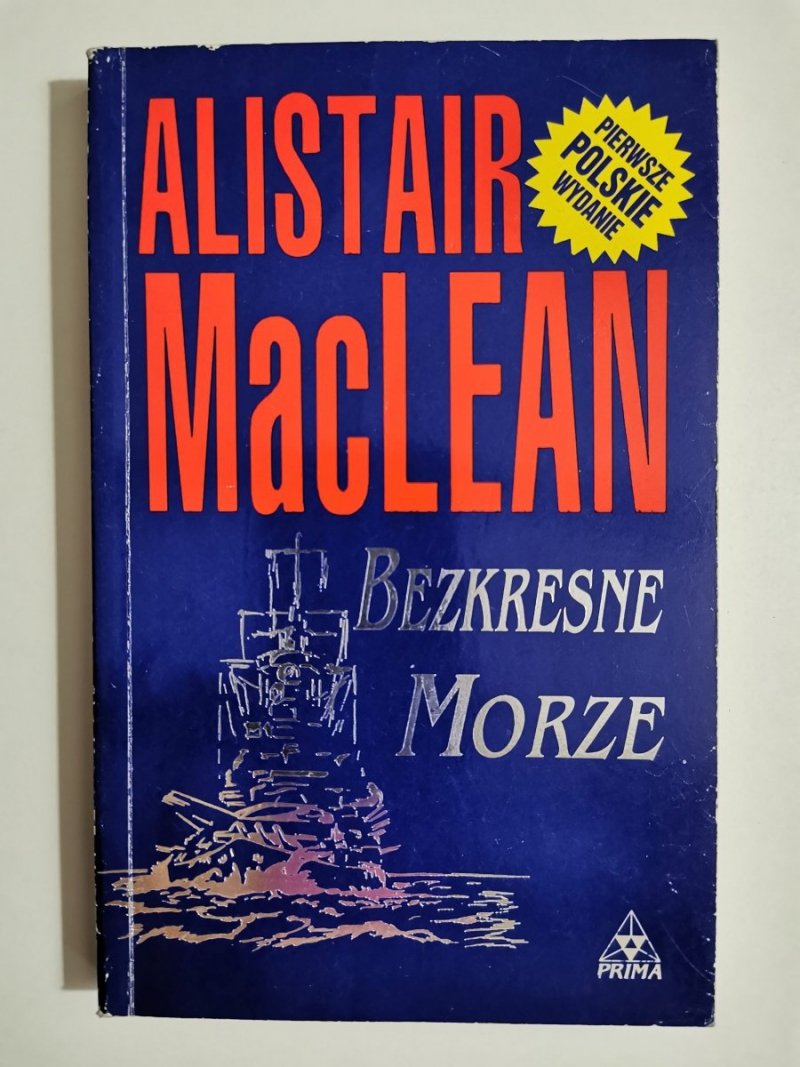 ALISTAIR
MacLEAN
PIERWSZE
POLSKIE
WYDANIE
BEZKRESNE
MORZE
PRIMA